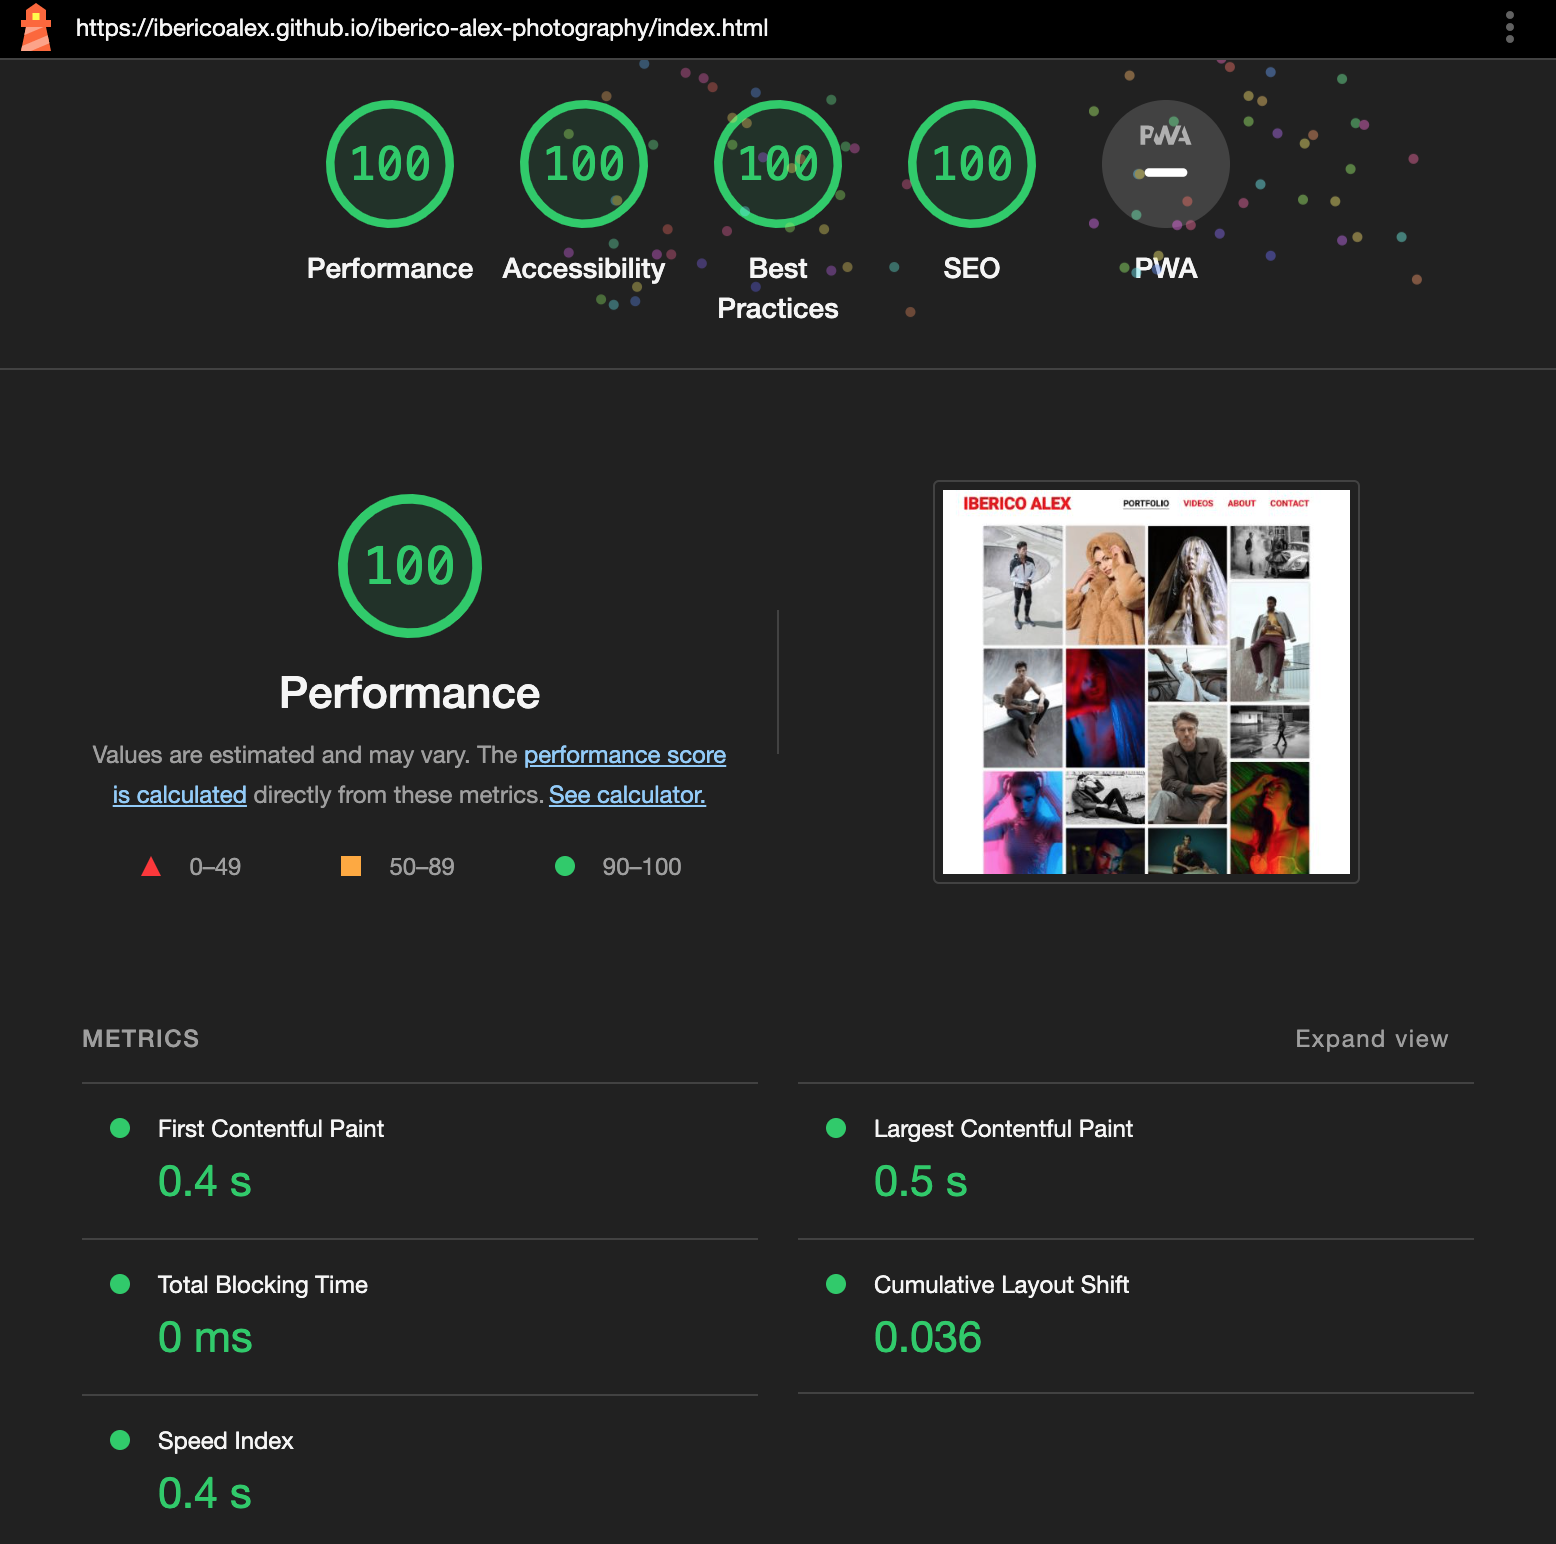 https://ibericoalex.github.io/iberico-alex-photography/index.html
100
100
100
100
PWA
Performance
Accessibility
Best
Practices
SEO
PWA
100
Performance
Values are estimated and may vary. The performance score
is calculated directly from these metrics. See calculator.
0–49
50–89
90–100
IBERICO ALEX
PORTFOLIO
VIDEOS
ABOUT
CONTACT
METRICS
Expand view
First Contentful Paint
0.4 s
Largest Contentful Paint
0.5 s
Total Blocking Time
0 ms
Cumulative Layout Shift
0.036
Speed Index
0.4 s